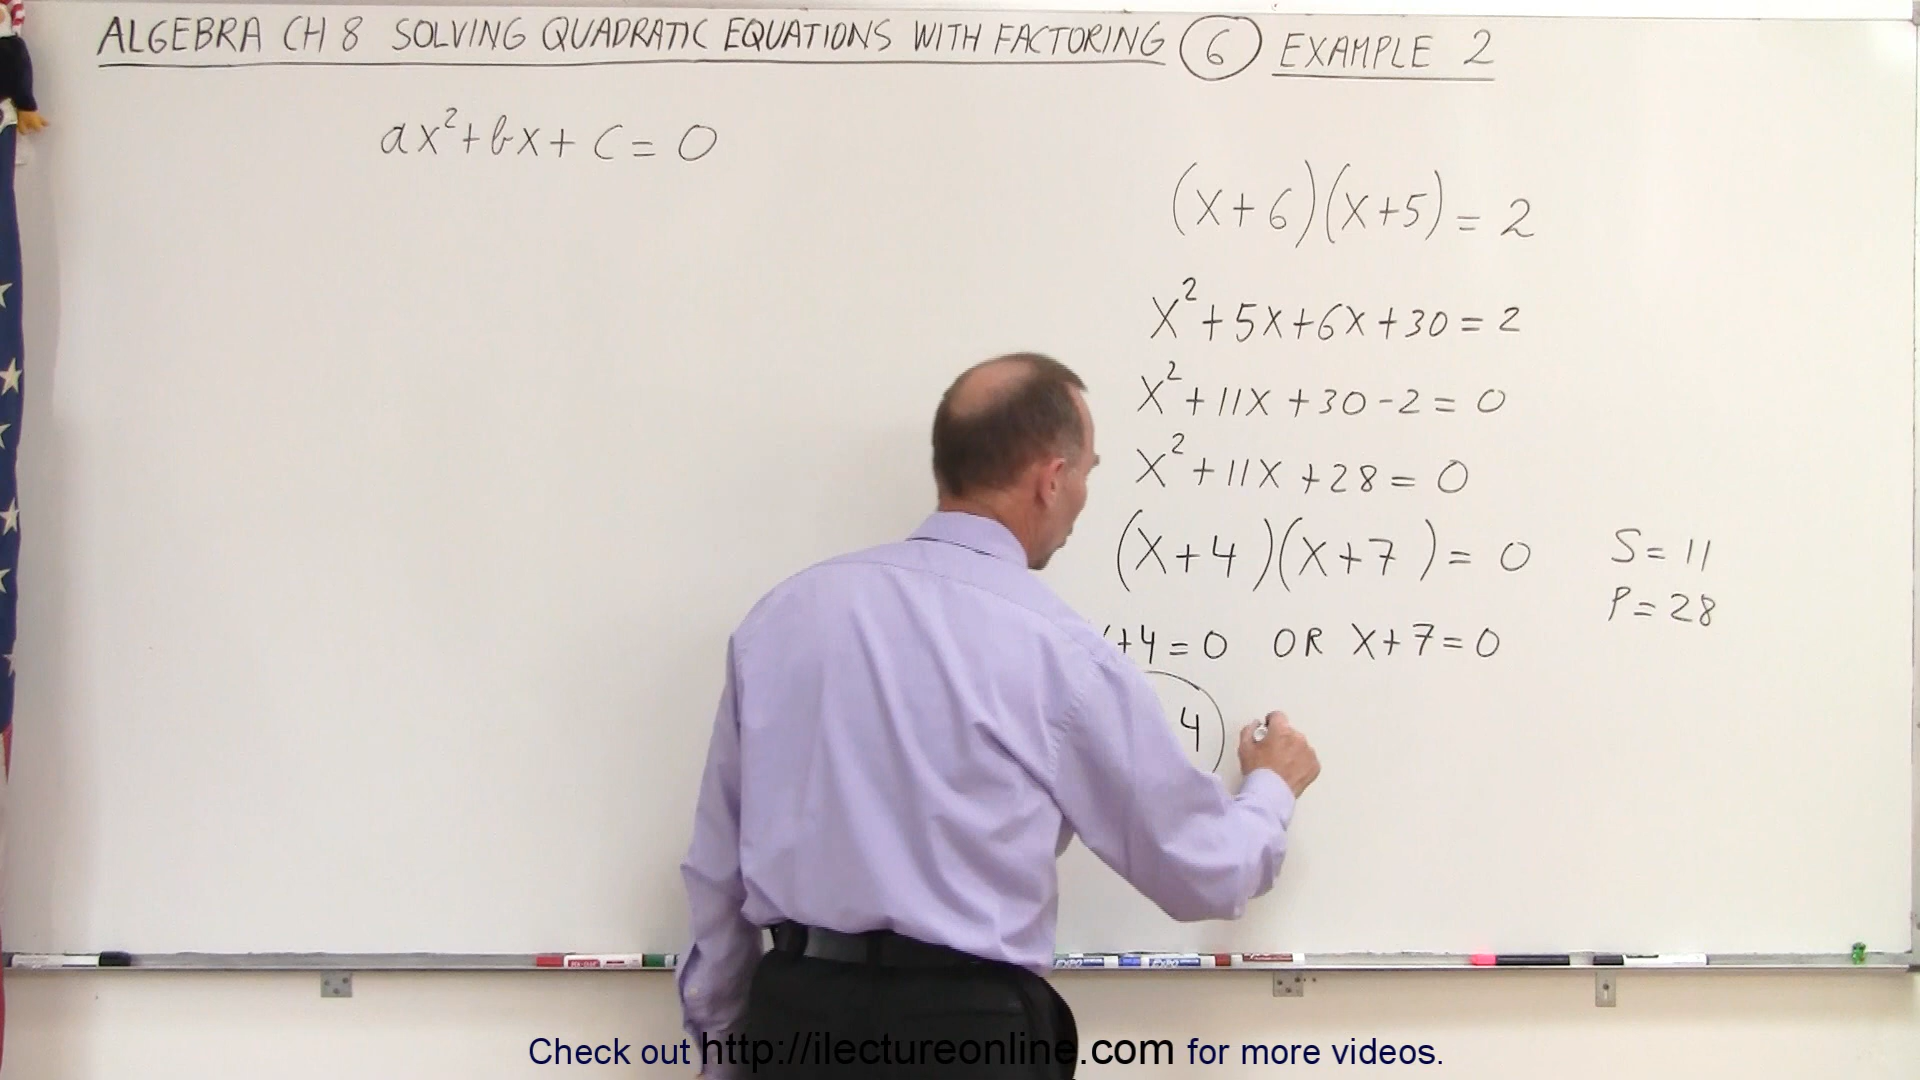 ALGEBRA CH 8 SOLVING QUADRATIC EQUATIONS WITH FACTORING 6 EXAMPLE 2
ax²+bx+c=0
(x+6)(x+5)=2
x²+5x+6x+30=2
x²+11x+30-2=0
x²+11x+28=0
(x+4)(x+7)=0
S=11
P=28
+4=0 OR x+7=0
4
EXPO
EXPO
Check out http://ilectureonline.com for more videos.